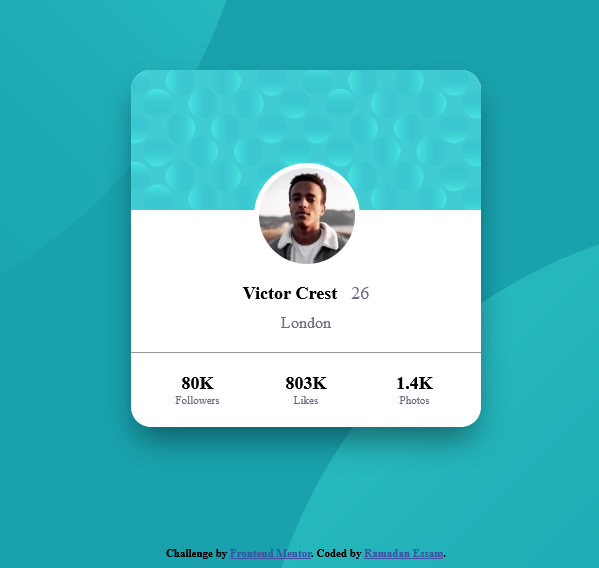 Victor Crest 26
London
80K 803K 1.4K
Followers Likes Photos
Challenge by Frontend Mentor. Coded by Ramadan Essam.